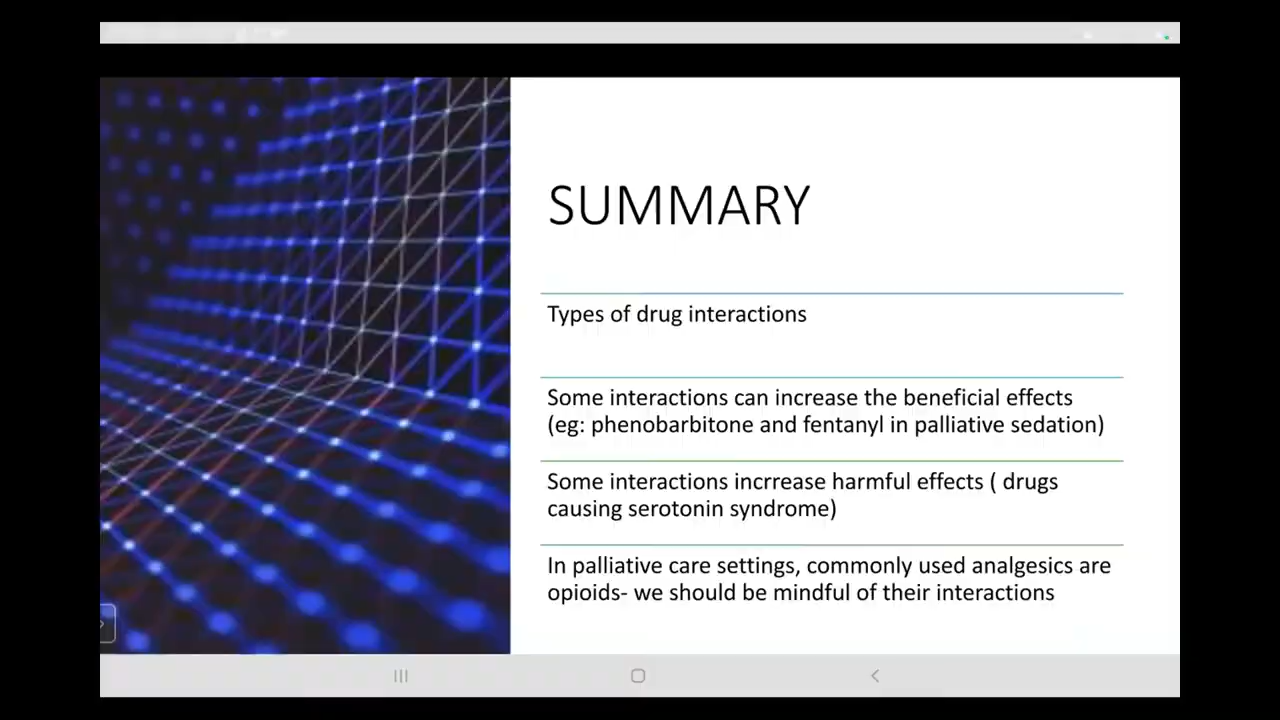 SUMMARY
Types of drug interactions
Some interactions can increase the beneficial effects
(eg: phenobarbitone and fentanyl in palliative sedation)
Some interactions incrrease harmful effects ( drugs
causing serotonin syndrome)
In palliative care settings, commonly used analgesics are
opioids- we should be mindful of their interactions